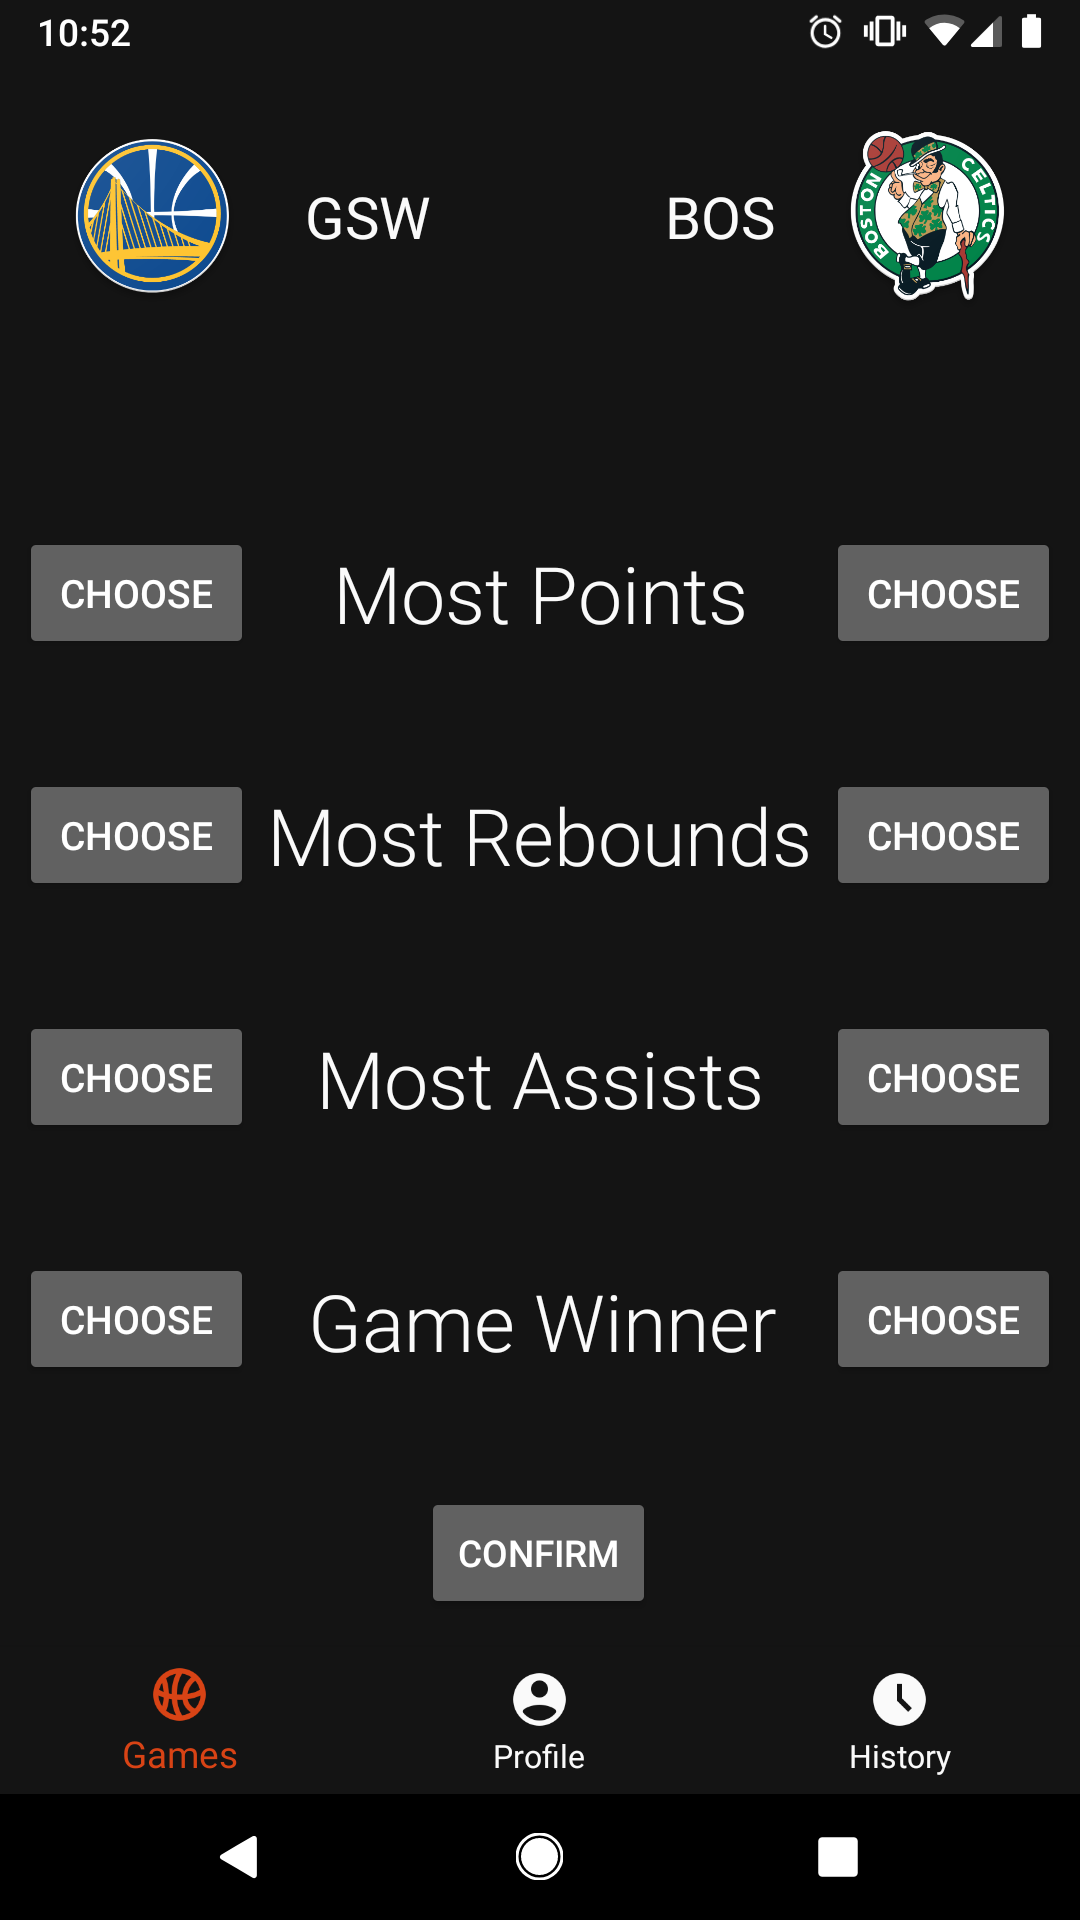 10:52
GSW BOS
BOSTON CELTICS
CHOOSE Most Points CHOOSE
CHOOSE Most Rebounds CHOOSE
CHOOSE Most Assists CHOOSE
CHOOSE Game Winner CHOOSE
CONFIRM
Games Profile History